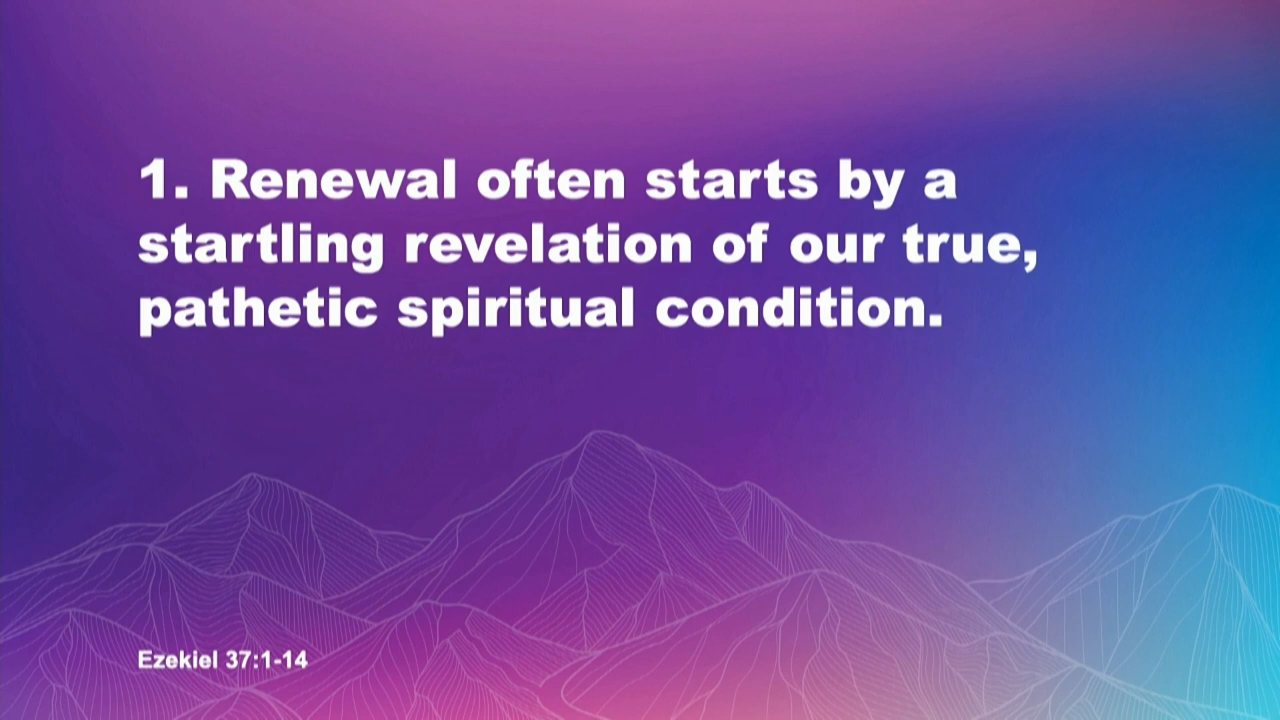 1. Renewal often starts by a
startling revelation of our true,
pathetic spiritual condition.
Ezekiel 37:1-14